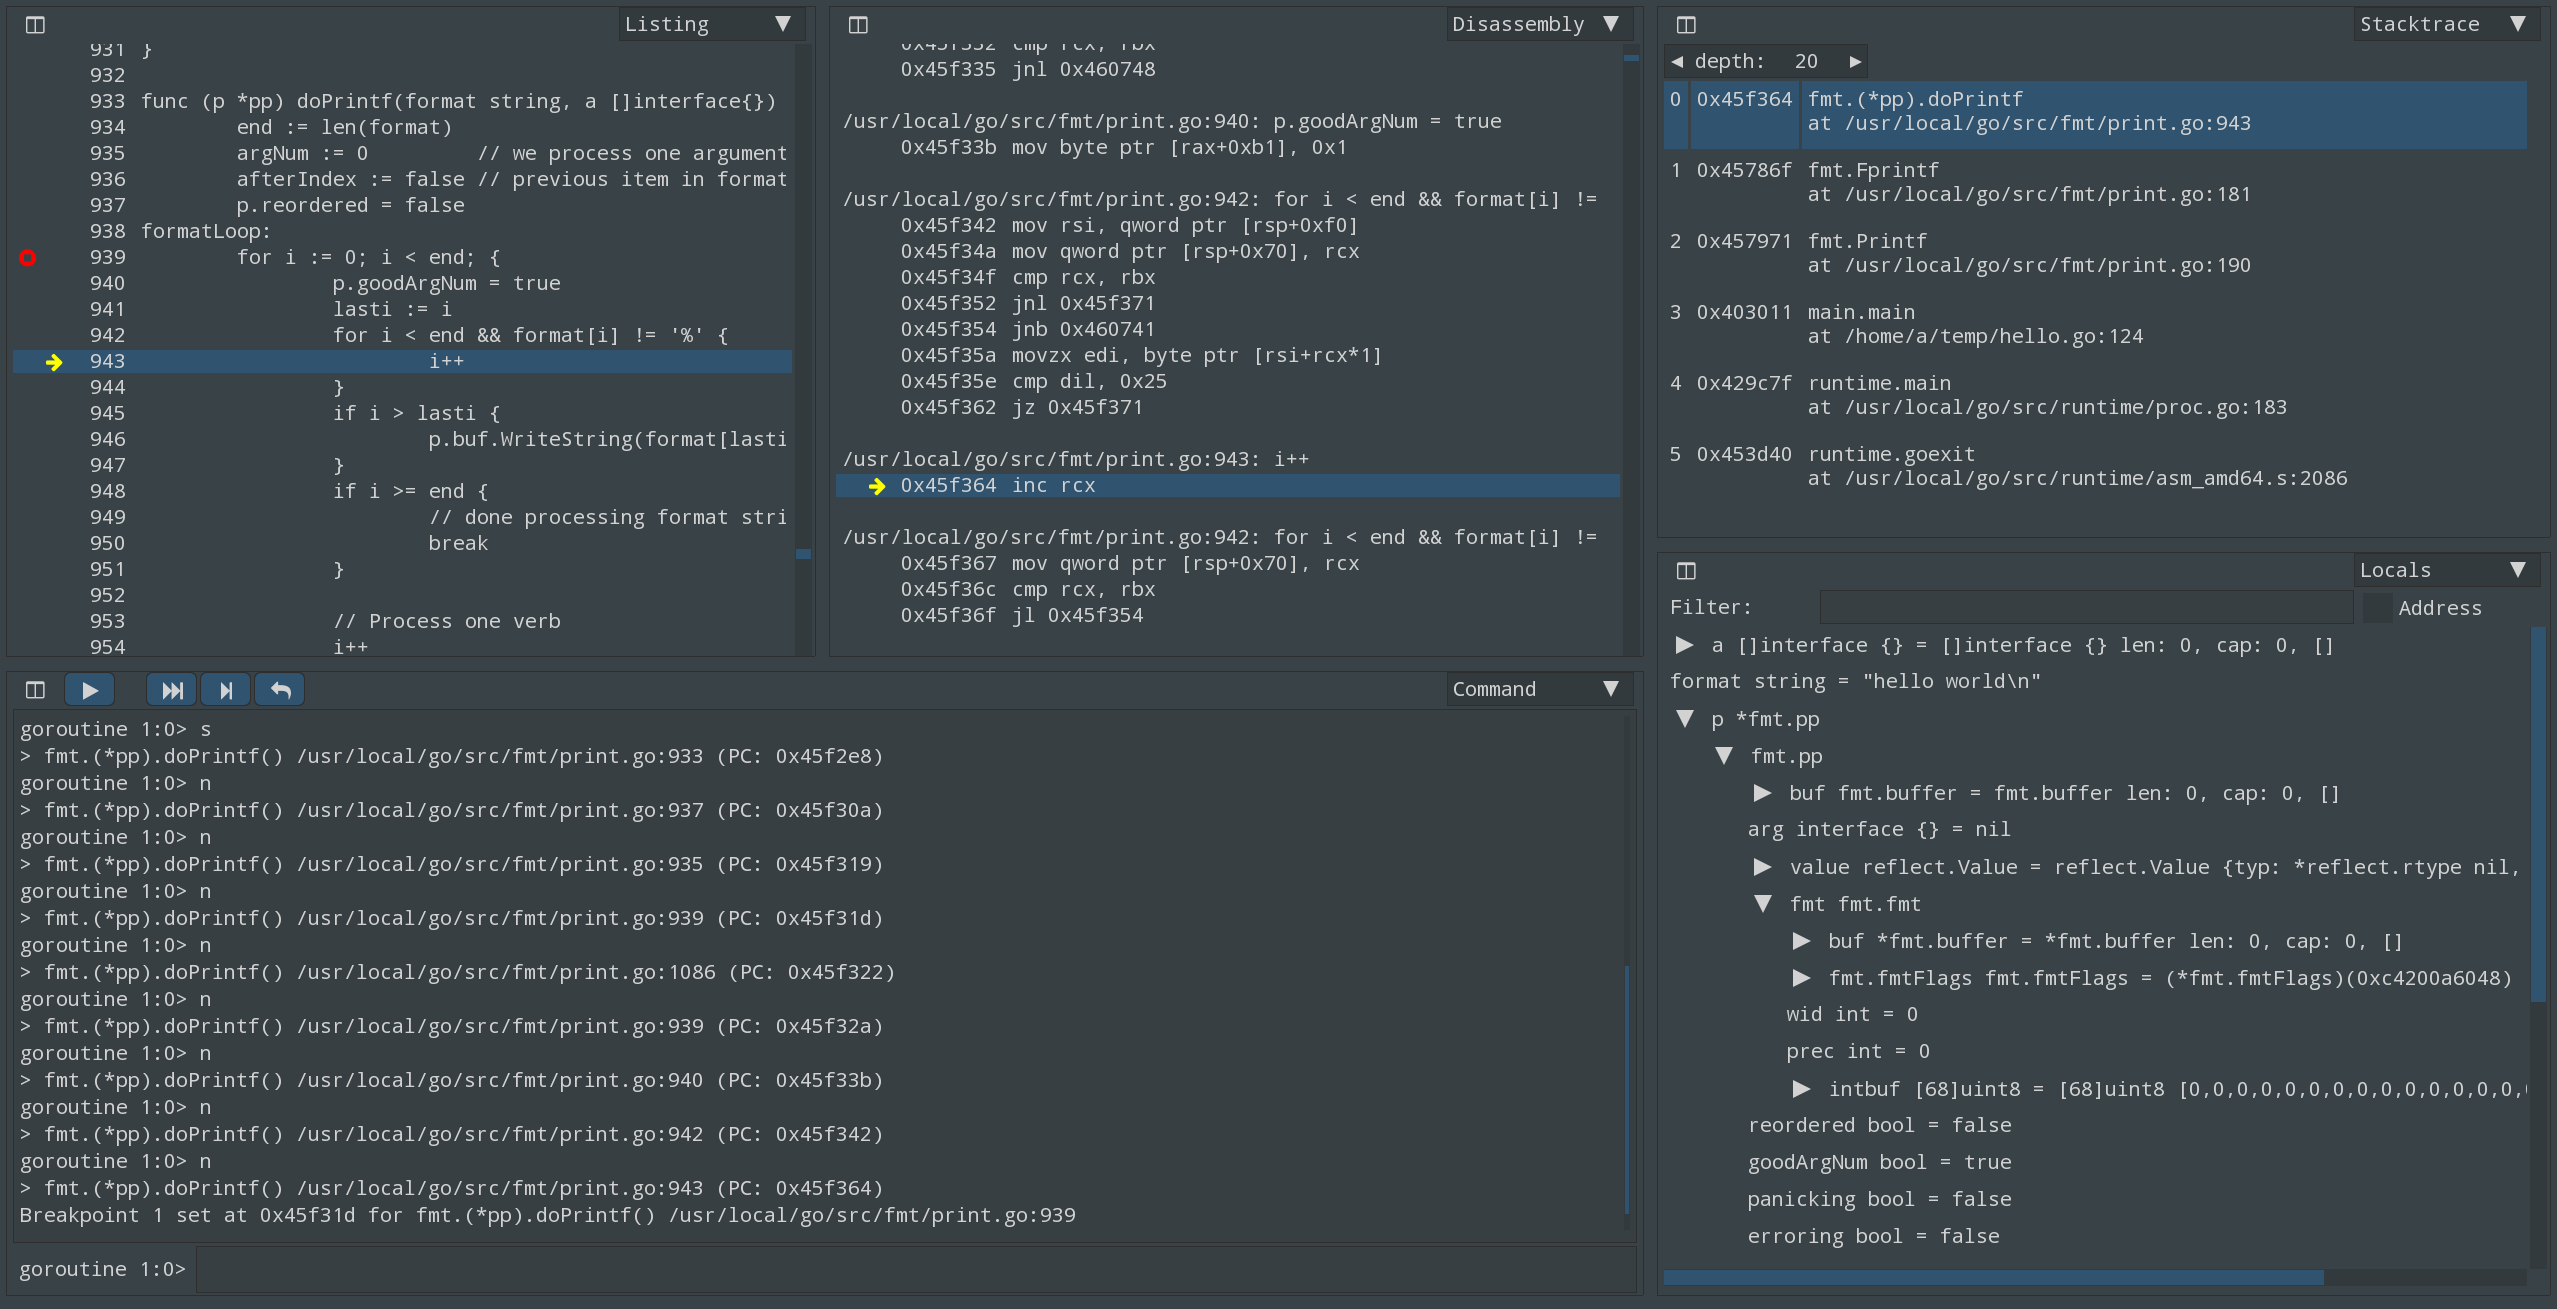 Listing
931 }
932
933 func (p *pp) doPrintf(format string, a []interface{})
934 end := len(format)
935 argNum := 0 // we process one argument
936 afterIndex := false // previous item in format
937 p.reordered = false
938 formatLoop:
939 for i := 0; i < end; {
940 p.goodArgNum = true
941 lasti := i
942 for i < end && format[i] != '%' {
943 i++
944 }
945 if i > lasti {
946 p.buf.WriteString(format[lasti
947 }
948 if i >= end {
949 // done processing format stri
950 break
951 }
952
953 // Process one verb
954 i++
Disassembly
0x45f332 cmp rcx, rbx
0x45f335 jnl 0x460748
/usr/local/go/src/fmt/print.go:940: p.goodArgNum = true
0x45f33b mov byte ptr [rax+0xb1], 0x1
/usr/local/go/src/fmt/print.go:942: for i < end && format[i] !=
0x45f342 mov rsi, qword ptr [rsp+0xf0]
0x45f34a mov qword ptr [rsp+0x70], rcx
0x45f34f cmp rcx, rbx
0x45f352 jnl 0x45f371
0x45f354 jnb 0x460741
0x45f35a movzx edi, byte ptr [rsi+rcx*1]
0x45f35e cmp dil, 0x25
0x45f362 jz 0x45f371
/usr/local/go/src/fmt/print.go:943: i++
0x45f364 inc rcx
/usr/local/go/src/fmt/print.go:942: for i < end && format[i] !=
0x45f367 mov qword ptr [rsp+0x70], rcx
0x45f36c cmp rcx, rbx
0x45f36f jl 0x45f354
Stacktrace
depth: 20
0 0x45f364 fmt.(*pp).doPrintf
at /usr/local/go/src/fmt/print.go:943
1 0x45786f fmt.Fprintf
at /usr/local/go/src/fmt/print.go:181
2 0x457971 fmt.Printf
at /usr/local/go/src/fmt/print.go:190
3 0x403011 main.main
at /home/a/temp/hello.go:124
4 0x429c7f runtime.main
at /usr/local/go/src/runtime/proc.go:183
5 0x453d40 runtime.goexit
at /usr/local/go/src/runtime/asm_amd64.s:2086
Command
goroutine 1:0> s
> fmt.(*pp).doPrintf() /usr/local/go/src/fmt/print.go:933 (PC: 0x45f2e8)
goroutine 1:0> n
> fmt.(*pp).doPrintf() /usr/local/go/src/fmt/print.go:937 (PC: 0x45f30a)
goroutine 1:0> n
> fmt.(*pp).doPrintf() /usr/local/go/src/fmt/print.go:935 (PC: 0x45f319)
goroutine 1:0> n
> fmt.(*pp).doPrintf() /usr/local/go/src/fmt/print.go:939 (PC: 0x45f31d)
goroutine 1:0> n
> fmt.(*pp).doPrintf() /usr/local/go/src/fmt/print.go:1086 (PC: 0x45f322)
goroutine 1:0> n
> fmt.(*pp).doPrintf() /usr/local/go/src/fmt/print.go:939 (PC: 0x45f32a)
goroutine 1:0> n
> fmt.(*pp).doPrintf() /usr/local/go/src/fmt/print.go:940 (PC: 0x45f33b)
goroutine 1:0> n
> fmt.(*pp).doPrintf() /usr/local/go/src/fmt/print.go:942 (PC: 0x45f342)
goroutine 1:0> n
> fmt.(*pp).doPrintf() /usr/local/go/src/fmt/print.go:943 (PC: 0x45f364)
Breakpoint 1 set at 0x45f31d for fmt.(*pp).doPrintf() /usr/local/go/src/fmt/print.go:939
goroutine 1:0>
Locals
Filter: Address
a []interface {} = []interface {} len: 0, cap: 0, []
format string = "hello world\n"
p *fmt.pp
fmt.pp
buf fmt.buffer = fmt.buffer len: 0, cap: 0, []
arg interface {} = nil
value reflect.Value = reflect.Value {typ: *reflect.rtype nil,
fmt fmt.fmt
buf *fmt.buffer = *fmt.buffer len: 0, cap: 0, []
fmt.fmtFlags fmt.fmtFlags = (*fmt.fmtFlags)(0xc4200a6048)
wid int = 0
prec int = 0
intbuf [68]uint8 = [68]uint8 [0,0,0,0,0,0,0,0,0,0,0,0,0,0,
reordered bool = false
goodArgNum bool = true
panicking bool = false
erroring bool = false